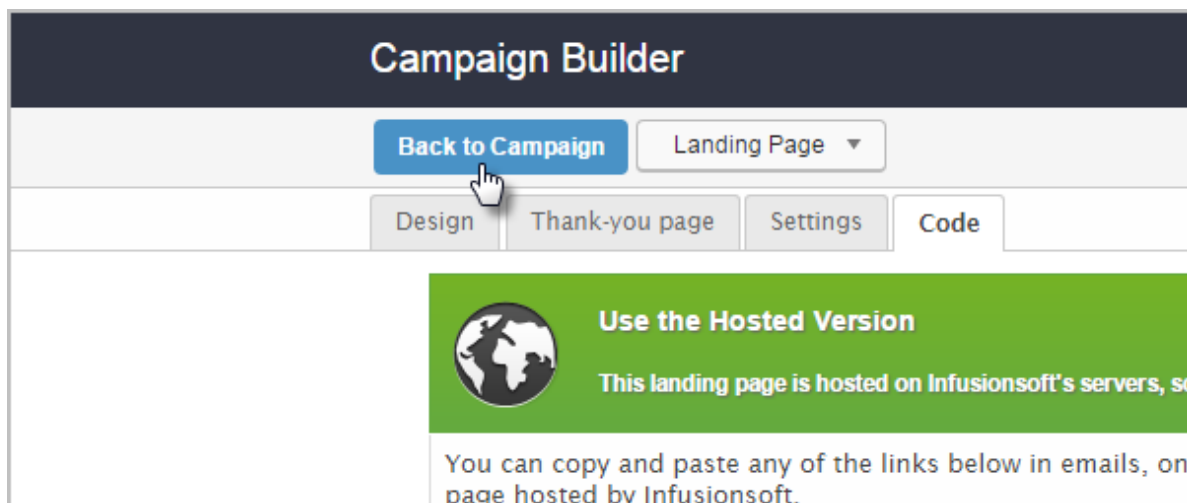 Campaign Builder
Back to Campaign
Landing Page
Design
Thank-you page
Settings
Code
Use the Hosted Version
This landing page is hosted on Infusionsoft's servers,
You can copy and paste any of the links below in emails,
page hosted by Infusionsoft.